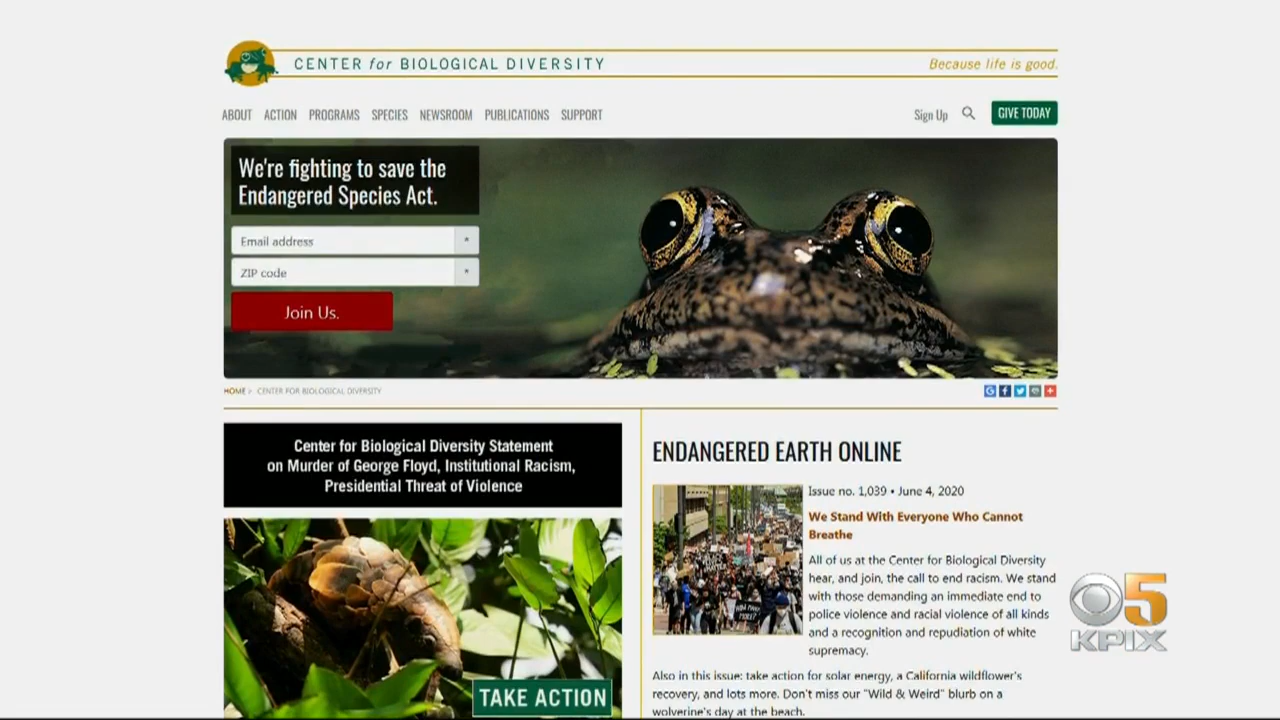 CENTER for BIOLOGICAL DIVERSITY
Because life is good.
ABOUT ACTION PROGRAMS SPECIES NEWSROOM PUBLICATIONS SUPPORT
Sign Up
GIVE TODAY
We're fighting to save the
Endangered Species Act.
Email address *
ZIP code *
Join Us.
HOME > CENTER FOR BIOLOGICAL DIVERSITY
Center for Biological Diversity Statement
on Murder of George Floyd, Institutional Racism,
Presidential Threat of Violence
TAKE ACTION
ENDANGERED EARTH ONLINE
Issue no. 1,039 • June 4, 2020
We Stand With Everyone Who Cannot
Breathe
All of us at the Center for Biological Diversity
hear, and join, the call to end racism. We stand
with those demanding an immediate end to
police violence and racial violence of all kinds
and a recognition and repudiation of white
supremacy.
Also in this issue: take action for solar energy, a California wildflower's
recovery, and lots more. Don't miss our "Wild & Weird" blurb on a
wolverine's day at the beach.
5
KPIX